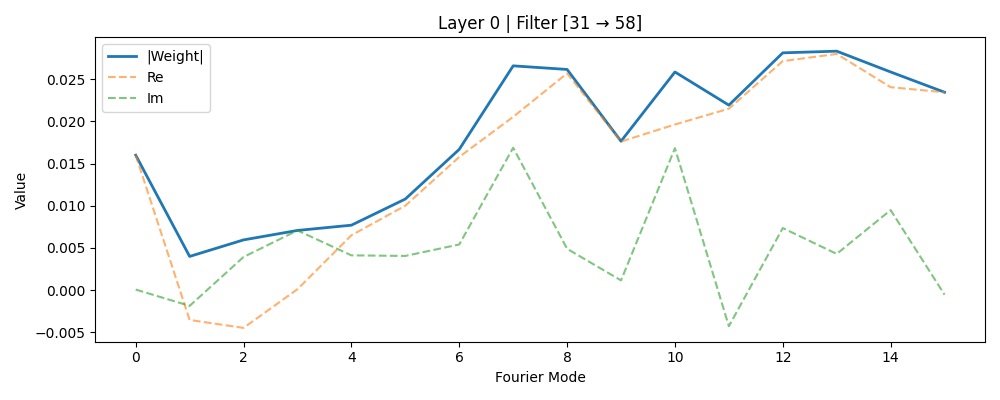 Layer 0 | Filter [31 → 58]
|Weight|
Re
Im
Value
0.025
0.020
0.015
0.010
0.005
0.000
−0.005
0 2 4 6 8 10 12 14
Fourier Mode